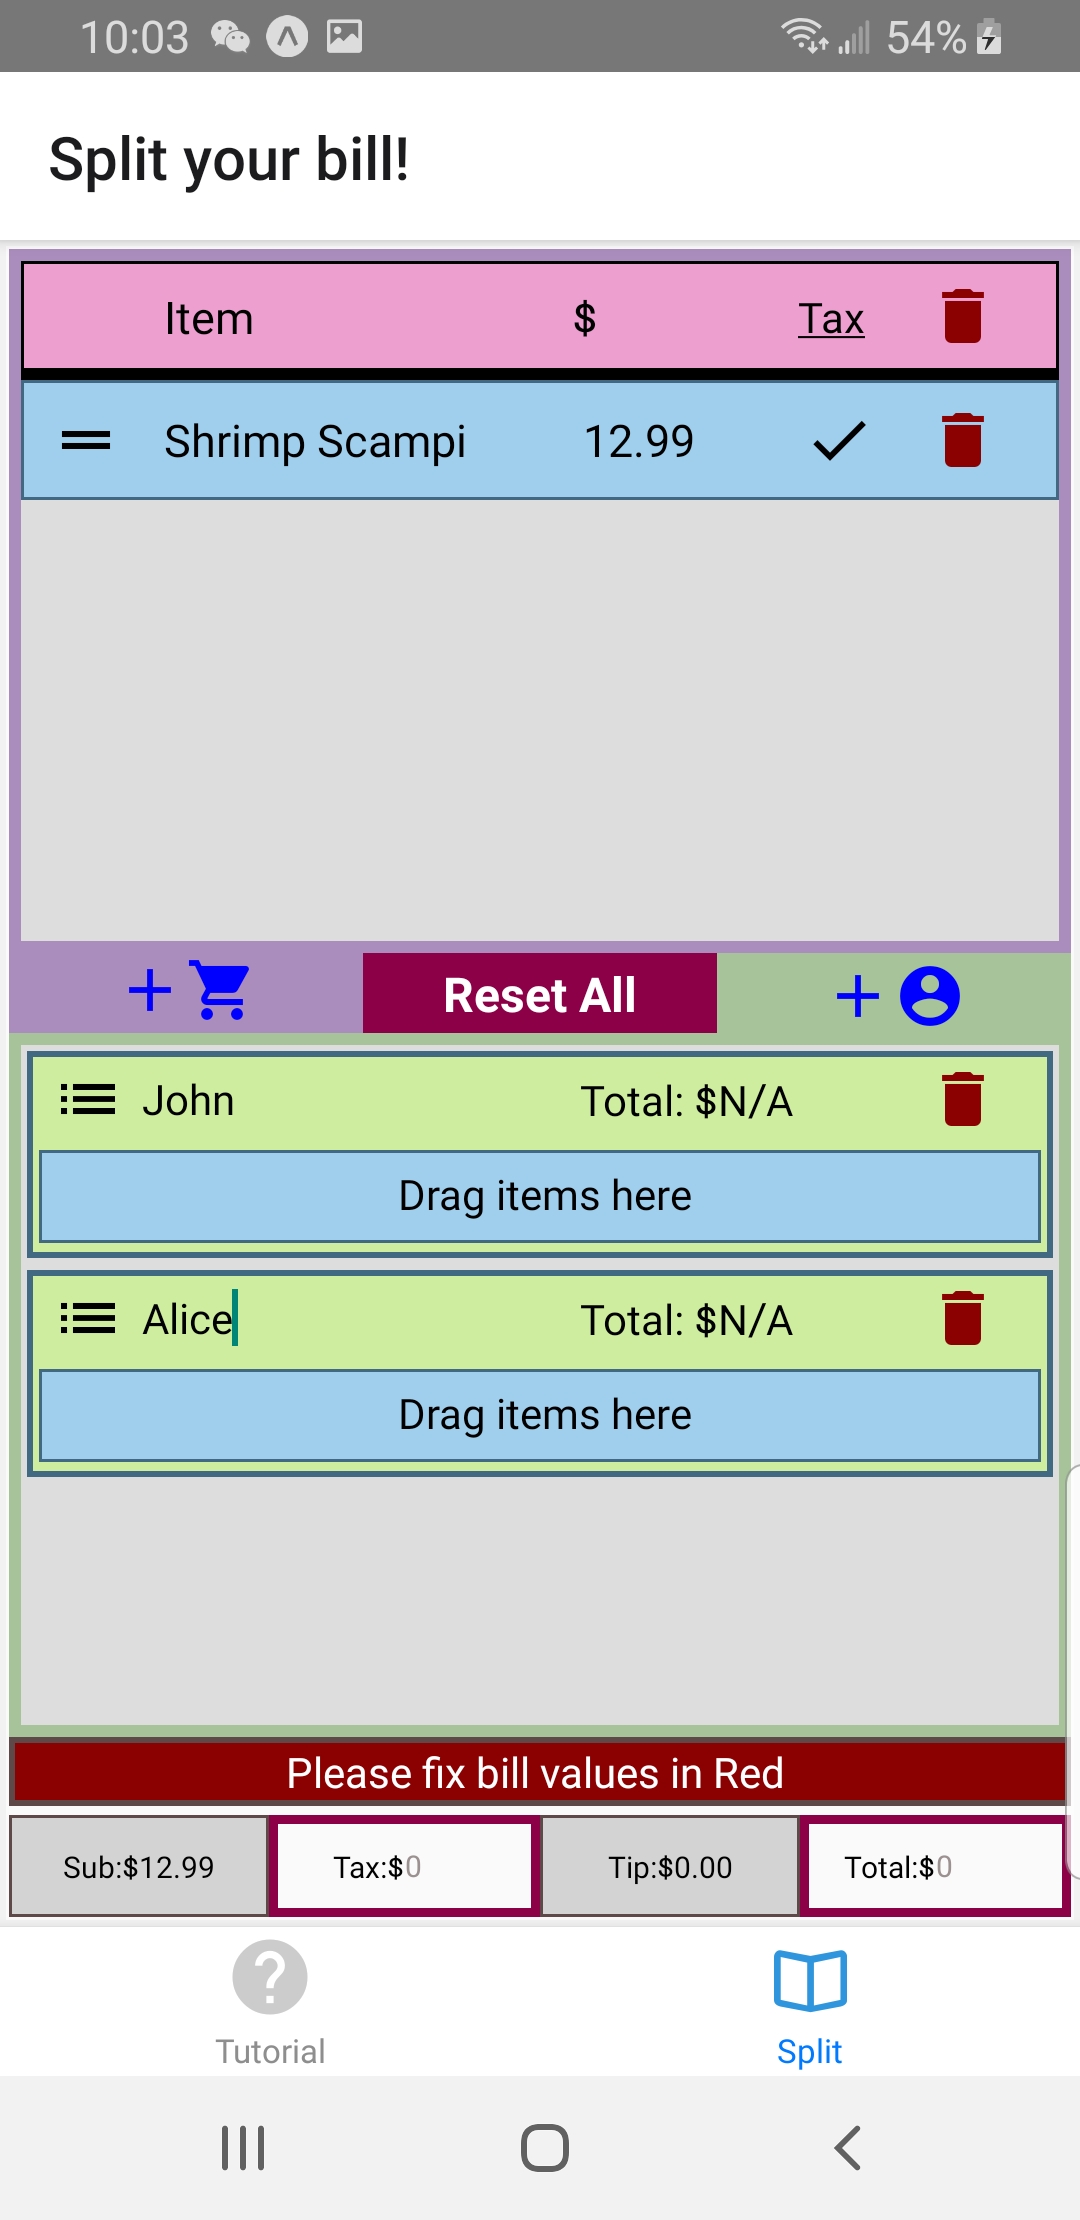 10:03 54%
Split your bill!
Item $ Tax
Shrimp Scampi 12.99
Reset All
John Total: $N/A
Drag items here
Alice Total: $N/A
Drag items here
Please fix bill values in Red
Sub:$12.99 Tax:$0 Tip:$0.00 Total:$0
Tutorial Split